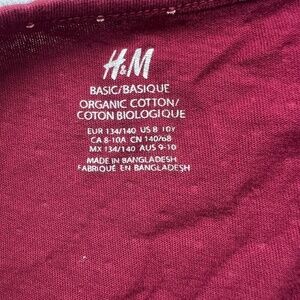 H&M
BASIC/BASIQUE
ORGANIC COTTON/
COTON BIOLOGIQUE
EUR 134/140 US 8-10Y
CA 8-10A CN 140/68
MX 134/140 AUS 9-10
MADE IN BANGLADESH
FABRIQUÉ EN BANGLADESH